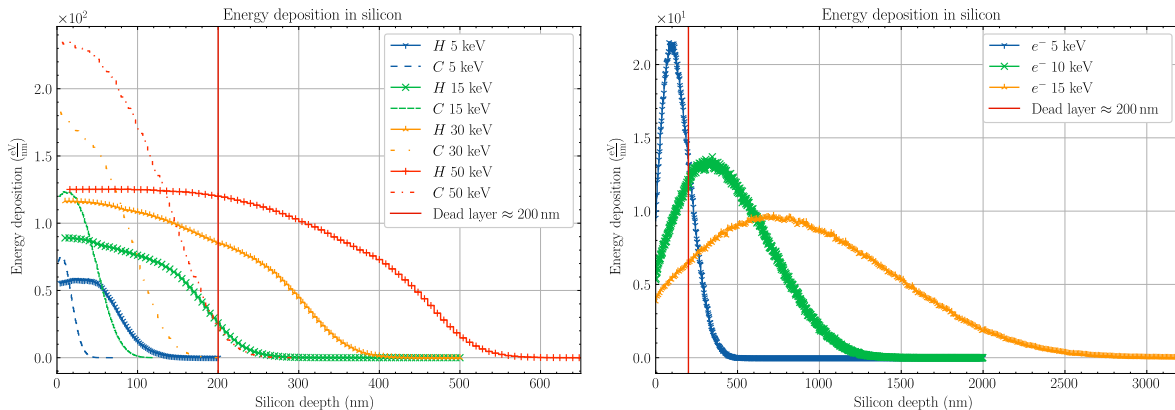 Energy deposition in silicon
×10²
Energy deposition (eV/nm)
2.0
1.5
1.0
0.5
0.0
0 100 200 300 400 500 600
Silicon deepth (nm)
H 5 keV
C 5 keV
H 15 keV
C 15 keV
H 30 keV
C 30 keV
H 50 keV
C 50 keV
Dead layer ≈ 200 nm
Energy deposition in silicon
×10¹
Energy deposition (eV/nm)
2.0
1.5
1.0
0.5
0.0
0 500 1000 1500 2000 2500 3000
Silicon deepth (nm)
e⁻ 5 keV
e⁻ 10 keV
e⁻ 15 keV
Dead layer ≈ 200 nm